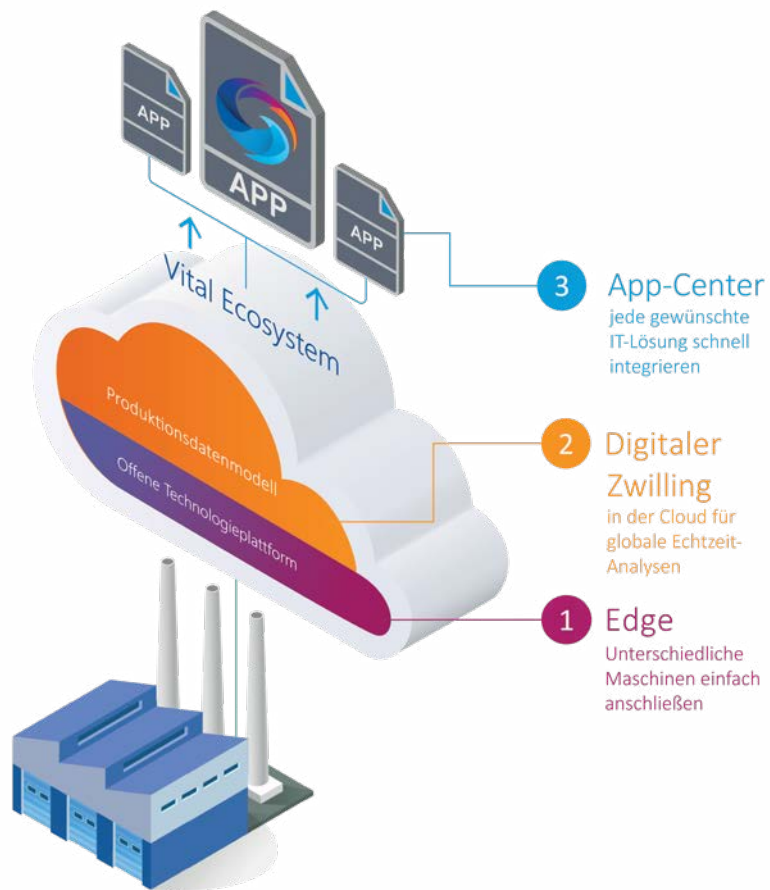 APP
APP
APP
Vital Ecosystem
Produktionsdatenmodell
Offene Technologieplattform
3
App-Center
jede gewünschte
IT-Lösung schnell
integrieren
2
Digitaler
Zwilling
in der Cloud für
globale Echtzeit-
Analysen
1
Edge
Unterschiedliche
Maschinen einfach
anschließen